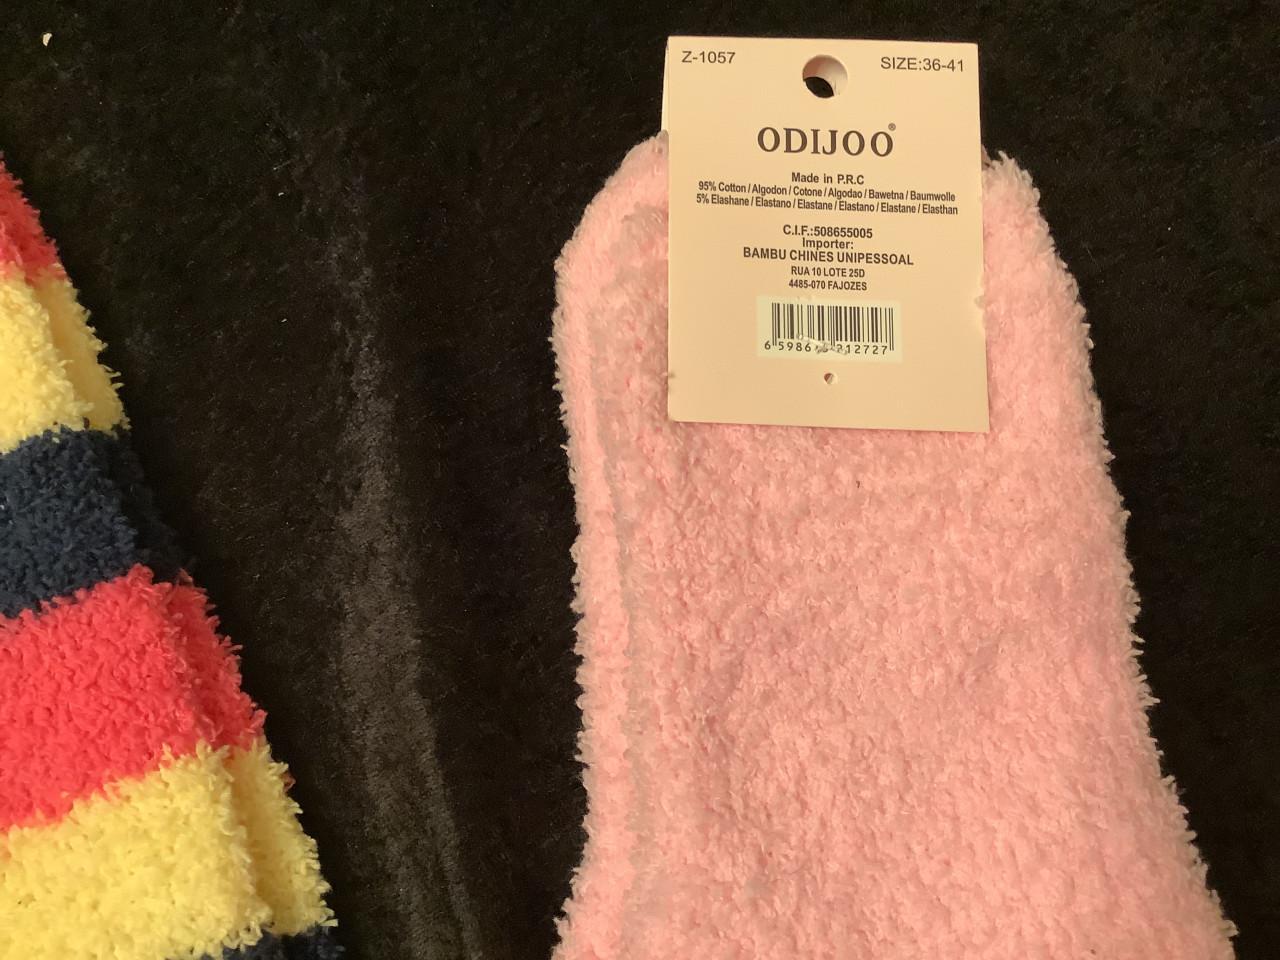 Z-1057
SIZE:36-41
ODIJOO®
Made in P.R.C
95% Cotton / Algodon / Cotone / Algodao / Bawetna / Baumwolle
5% Elashane / Elastano / Elastane / Elastano / Elastane / Elasthan
C.I.F.:508655005
Importer:
BAMBU CHINES UNIPESSOAL
RUA 10 LOTE 25D
4485-070 FAJOZES